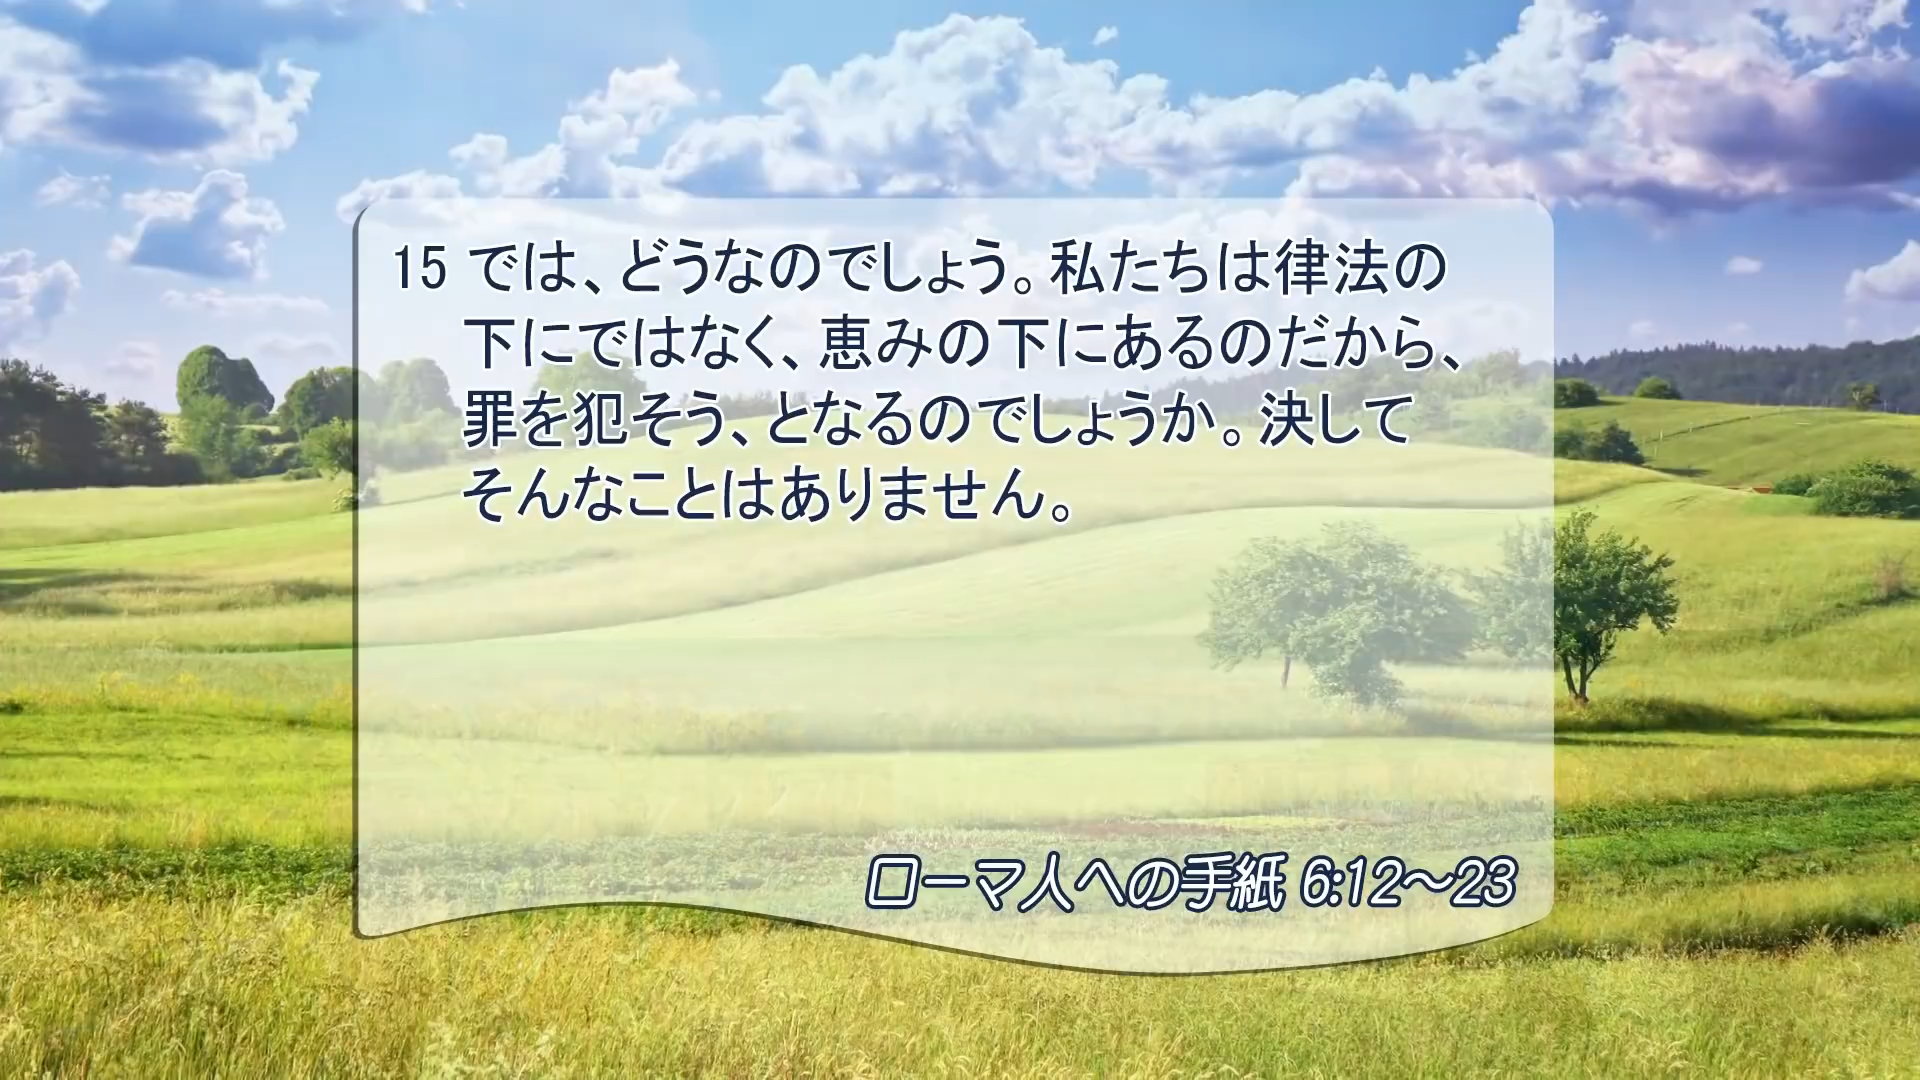 15 では、どうなのでしょう。私たちは律法の
下にではなく、恵みの下にあるのだから、
罪を犯そう、となるのでしょうか。決して
そんなことはありません。
ローマ人への手紙 6:12～23